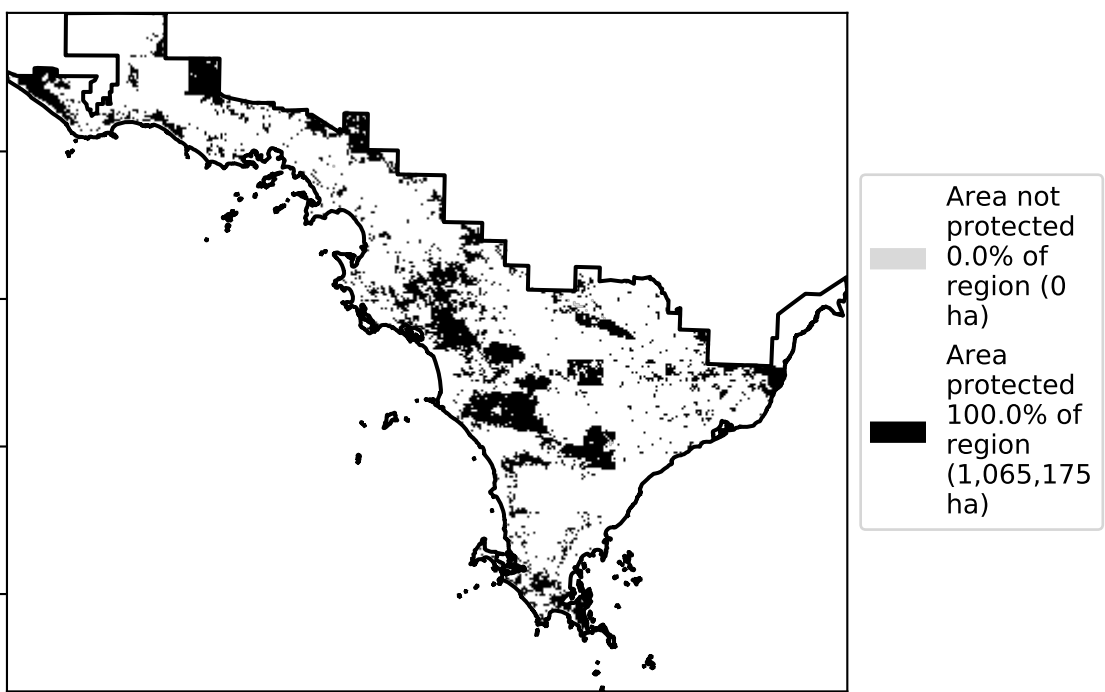 Area not
protected
0.0% of
region (0
ha)
Area
protected
100.0% of
region
(1,065,175
ha)